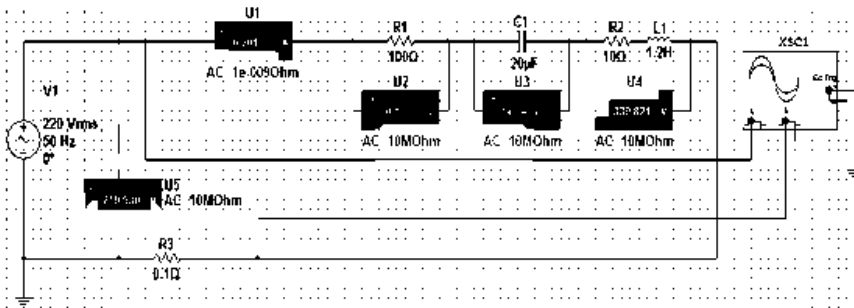 U1
AC 1e-009Ohm
R1
100Ω
C1
20µF
R2
10Ω
L1
1.2H
XSC1
V1
220 Vrms
50 Hz
0°
U2
AC 10MOhm
U3
AC 10MOhm
U4
AC 10MOhm
U5
AC 10MOhm
R3
0.1Ω